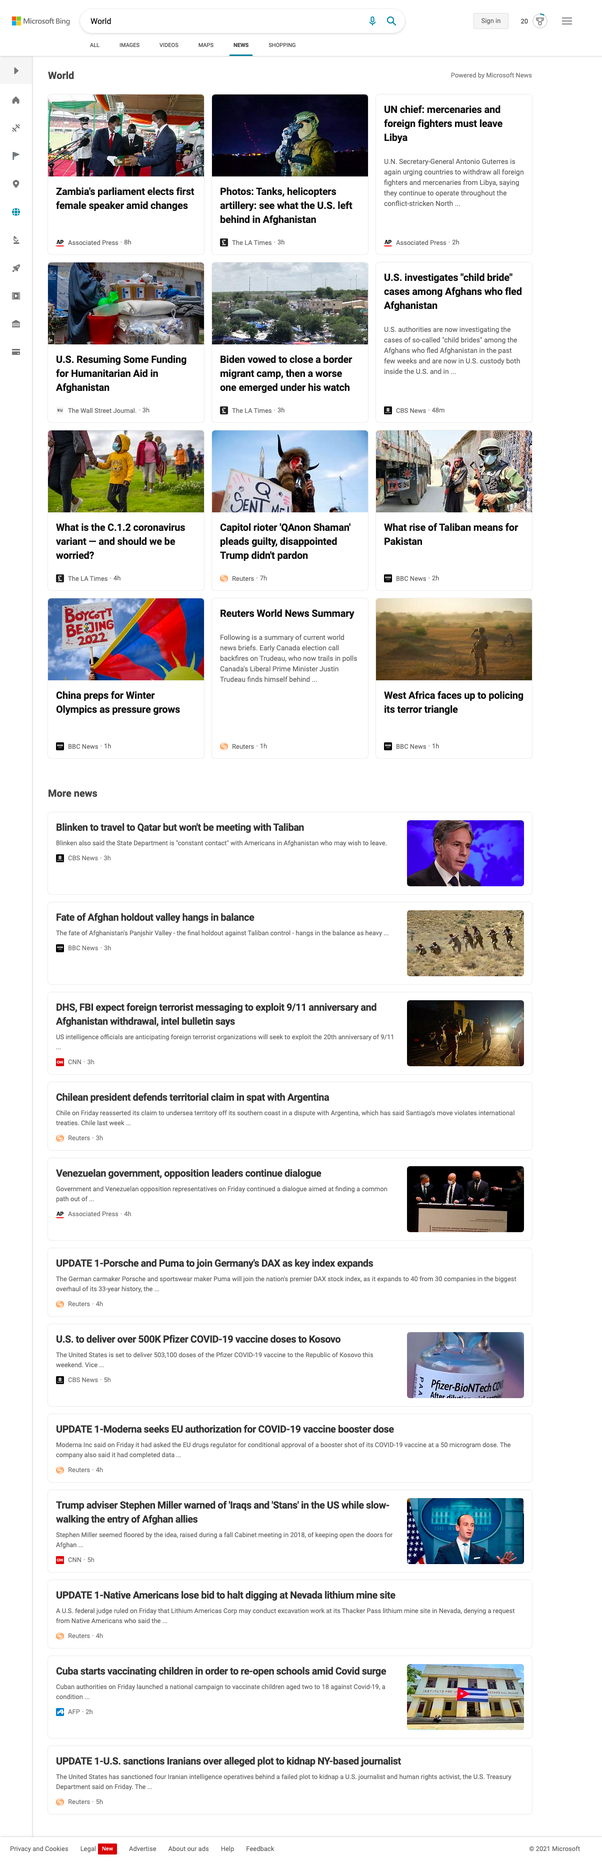 Microsoft Bing
World
Sign in
20
ALL IMAGES VIDEOS MAPS NEWS SHOPPING
World
Powered by Microsoft News
Zambia's parliament elects first
female speaker amid changes
AP Associated Press · 8h
Photos: Tanks, helicopters
artillery: see what the U.S. left
behind in Afghanistan
The LA Times · 3h
UN chief: mercenaries and
foreign fighters must leave
Libya
U.N. Secretary-General Antonio Guterres is
again urging countries to withdraw all foreign
fighters and mercenaries from Libya, saying
they continue to operate throughout the
conflict-stricken North ...
AP Associated Press · 2h
U.S. Resuming Some Funding
for Humanitarian Aid in
Afghanistan
WSJ The Wall Street Journal. · 3h
Biden vowed to close a border
migrant camp, then a worse
one emerged under his watch
The LA Times · 3h
U.S. investigates "child bride"
cases among Afghans who fled
Afghanistan
U.S. authorities are now investigating the
cases of so-called "child brides" among the
Afghans who fled Afghanistan in the past
few weeks and are now in U.S. custody both
inside the U.S. and in ...
CBS News · 48m
What is the C.1.2 coronavirus
variant — and should we be
worried?
The LA Times · 4h
Q
SENT ME!
Capitol rioter 'QAnon Shaman'
pleads guilty, disappointed
Trump didn't pardon
Reuters · 7h
What rise of Taliban means for
Pakistan
BBC News · 2h
BOYCOTT
BEIJING
2022
China preps for Winter
Olympics as pressure grows
BBC News · 1h
Reuters World News Summary
Following is a summary of current world
news briefs. Early Canada election call
backfires on Trudeau, who now trails in polls
Canada's Liberal Prime Minister Justin
Trudeau finds himself behind ...
Reuters · 1h
West Africa faces up to policing
its terror triangle
BBC News · 1h
More news
Blinken to travel to Qatar but won't be meeting with Taliban
Blinken also said the State Department is "constant contact" with Americans in Afghanistan who may wish to leave.
CBS News · 3h
Fate of Afghan holdout valley hangs in balance
The fate of Afghanistan's Panjshir Valley - the final holdout against Taliban control - hangs in the balance as heavy ...
BBC News · 3h
DHS, FBI expect foreign terrorist messaging to exploit 9/11 anniversary and
Afghanistan withdrawal, intel bulletin says
US intelligence officials are anticipating foreign terrorist organizations will seek to exploit the 20th anniversary of 9/11
...
CNN CNN · 3h
Chilean president defends territorial claim in spat with Argentina
Chile on Friday reasserted its claim to undersea territory off its southern coast in a dispute with Argentina, which has said Santiago's move violates international
treaties. Chile last week ...
Reuters · 3h
Venezuelan government, opposition leaders continue dialogue
Government and Venezuelan opposition representatives on Friday continued a dialogue aimed at finding a common
path out of ...
AP Associated Press · 4h
UPDATE 1-Porsche and Puma to join Germany's DAX as key index expands
The German carmaker Porsche and sportswear maker Puma will join the nation's premier DAX stock index, as it expands to 40 from 30 companies in the biggest
overhaul of its 33-year history, the ...
Reuters · 4h
U.S. to deliver over 500K Pfizer COVID-19 vaccine doses to Kosovo
The United States is set to deliver 503,100 doses of the Pfizer COVID-19 vaccine to the Republic of Kosovo this
weekend. Vice ...
CBS News · 5h
Pfizer-BioNTech COV
After dilution
UPDATE 1-Moderna seeks EU authorization for COVID-19 vaccine booster dose
Moderna Inc said on Friday it had asked the EU drugs regulator for conditional approval of a booster shot of its COVID-19 vaccine at a 50 microgram dose. The
company also said it had completed data ...
Reuters · 4h
Trump adviser Stephen Miller warned of 'Iraqs and 'Stans' in the US while slow-
walking the entry of Afghan allies
Stephen Miller seemed floored by the idea, raised during a fall Cabinet meeting in 2018, of keeping open the doors for
Afghan ...
CNN CNN · 5h
UPDATE 1-Native Americans lose bid to halt digging at Nevada lithium mine site
A U.S. federal judge ruled on Friday that Lithium Americas Corp may conduct excavation work at its Thacker Pass lithium mine site in Nevada, denying a request
from Native Americans who said the ...
Reuters · 4h
Cuba starts vaccinating children in order to re-open schools amid Covid surge
Cuban authorities on Friday launched a national campaign to vaccinate children aged two to 18 against Covid-19, a
condition ...
AFP · 2h
UPDATE 1-U.S. sanctions Iranians over alleged plot to kidnap NY-based journalist
The United States has sanctioned four Iranian intelligence operatives behind a failed plot to kidnap a U.S. journalist and human rights activist, the U.S. Treasury
Department said on Friday. The ...
Reuters · 5h
Privacy and Cookies Legal New Advertise About our ads Help Feedback © 2021 Microsoft